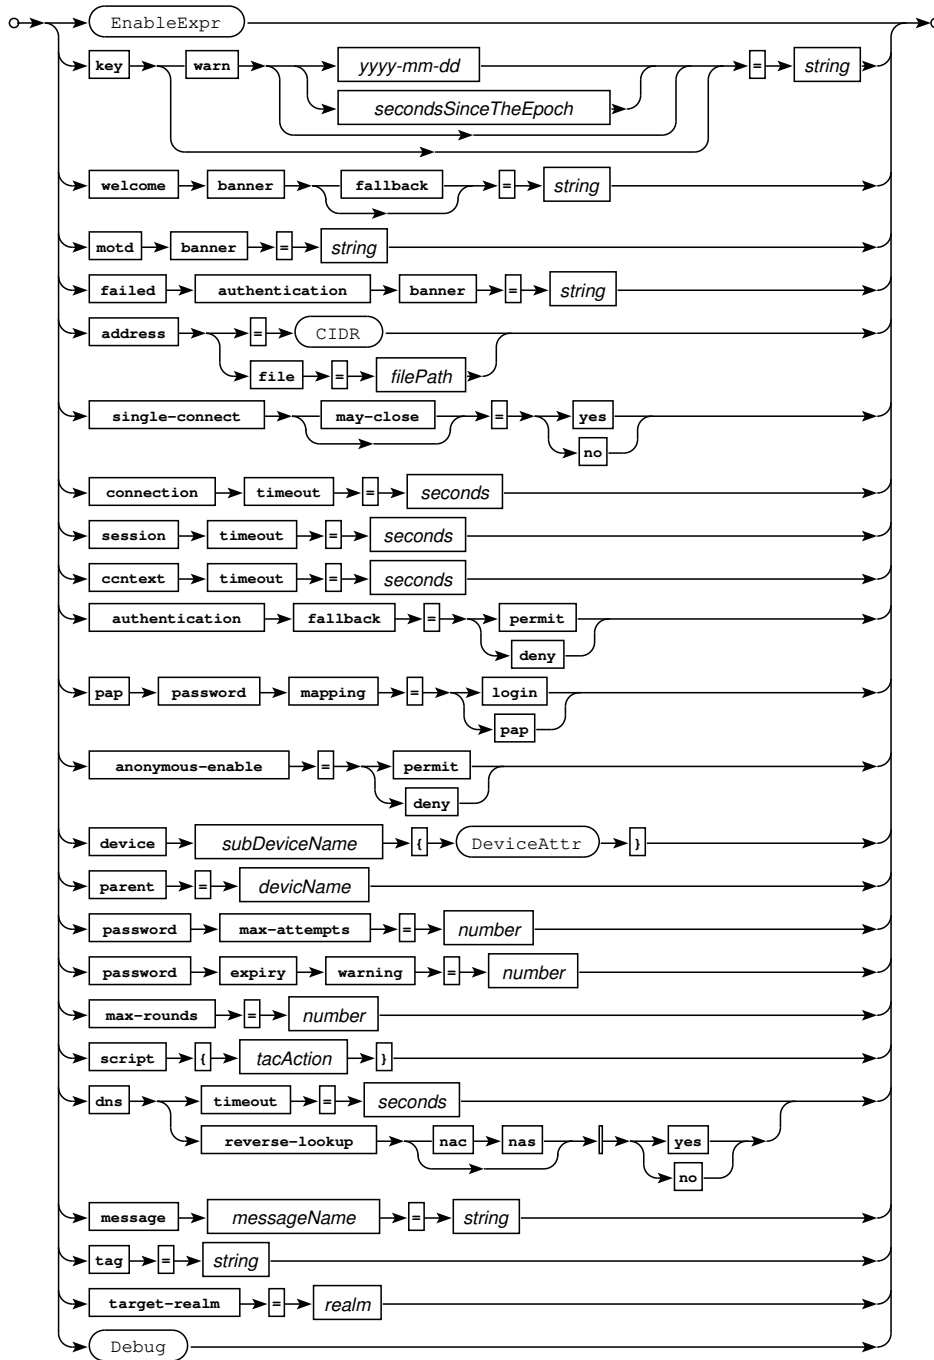 EnableExpr
key warn yyyy-mm-dd = string
secondsSinceTheEpoch
welcome banner fallback = string
motd banner = string
failed authentication banner = string
address = CIDR
file = filePath
single-connect may-close = yes
no
connection timeout = seconds
session timeout = seconds
ccntext timeout = seconds
authentication fallback = permit
deny
pap password mapping = login
pap
anonymous-enable = permit
deny
device subDeviceName { DeviceAttr }
parent = devicName
password max-attempts = number
password expiry warning = number
max-rounds = number
script { tacAction }
dns timeout = seconds
reverse-lookup nac nas yes
no
message messageName = string
tag = string
target-realm = realm
Debug